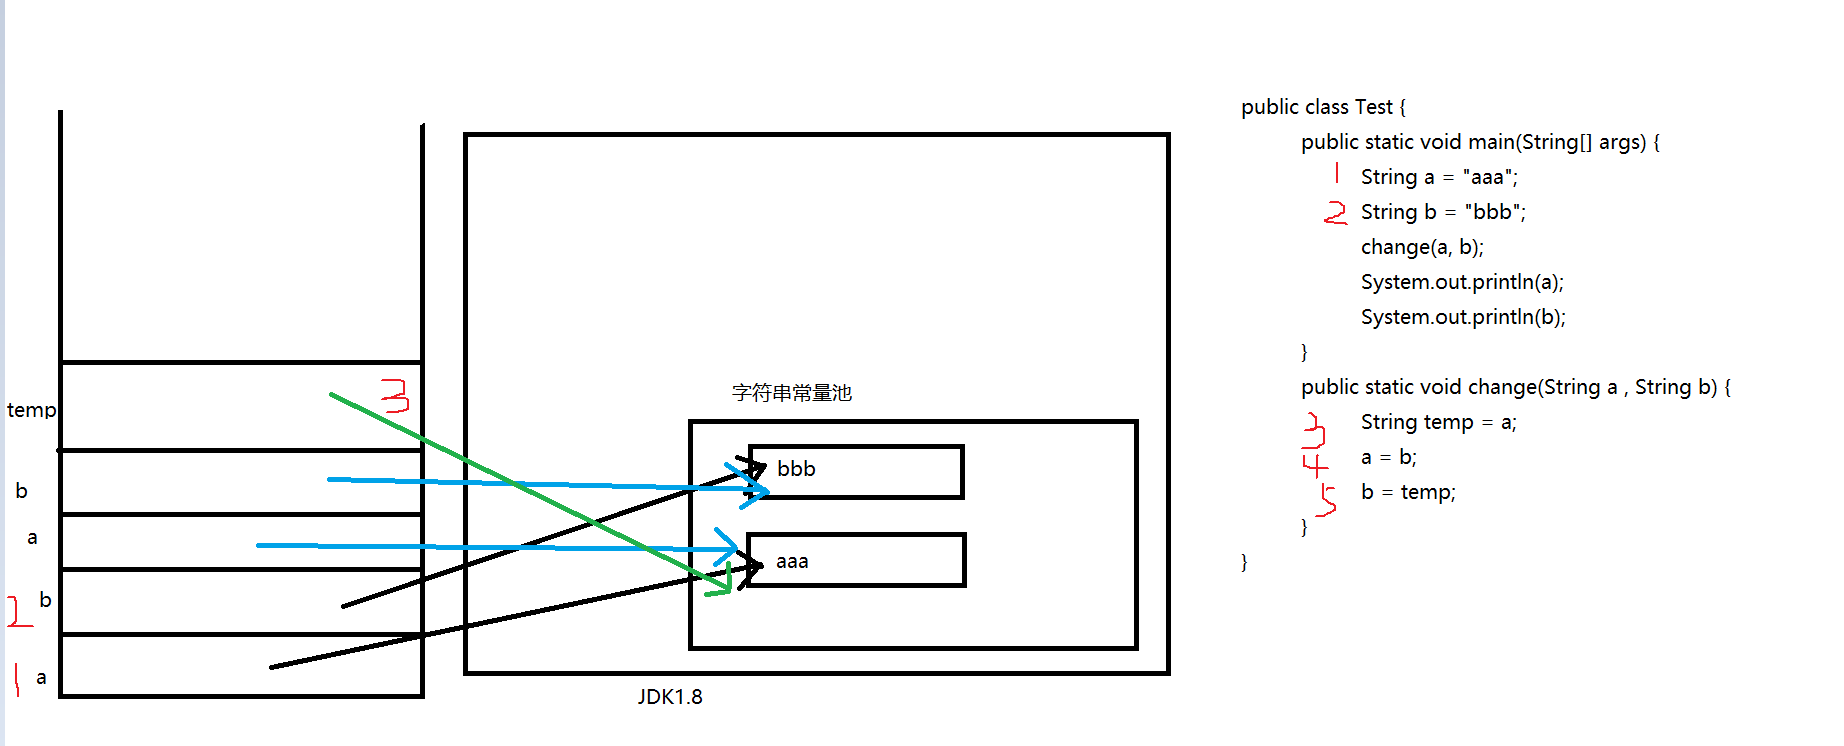 temp
3
b
a
2 b
1 a
字符串常量池
bbb
aaa
JDK1.8
public class Test {
public static void main(String[] args) {
1 String a = "aaa";
2 String b = "bbb";
change(a, b);
System.out.println(a);
System.out.println(b);
}
public static void change(String a , String b) {
3 String temp = a;
4 a = b;
5 b = temp;
}
}